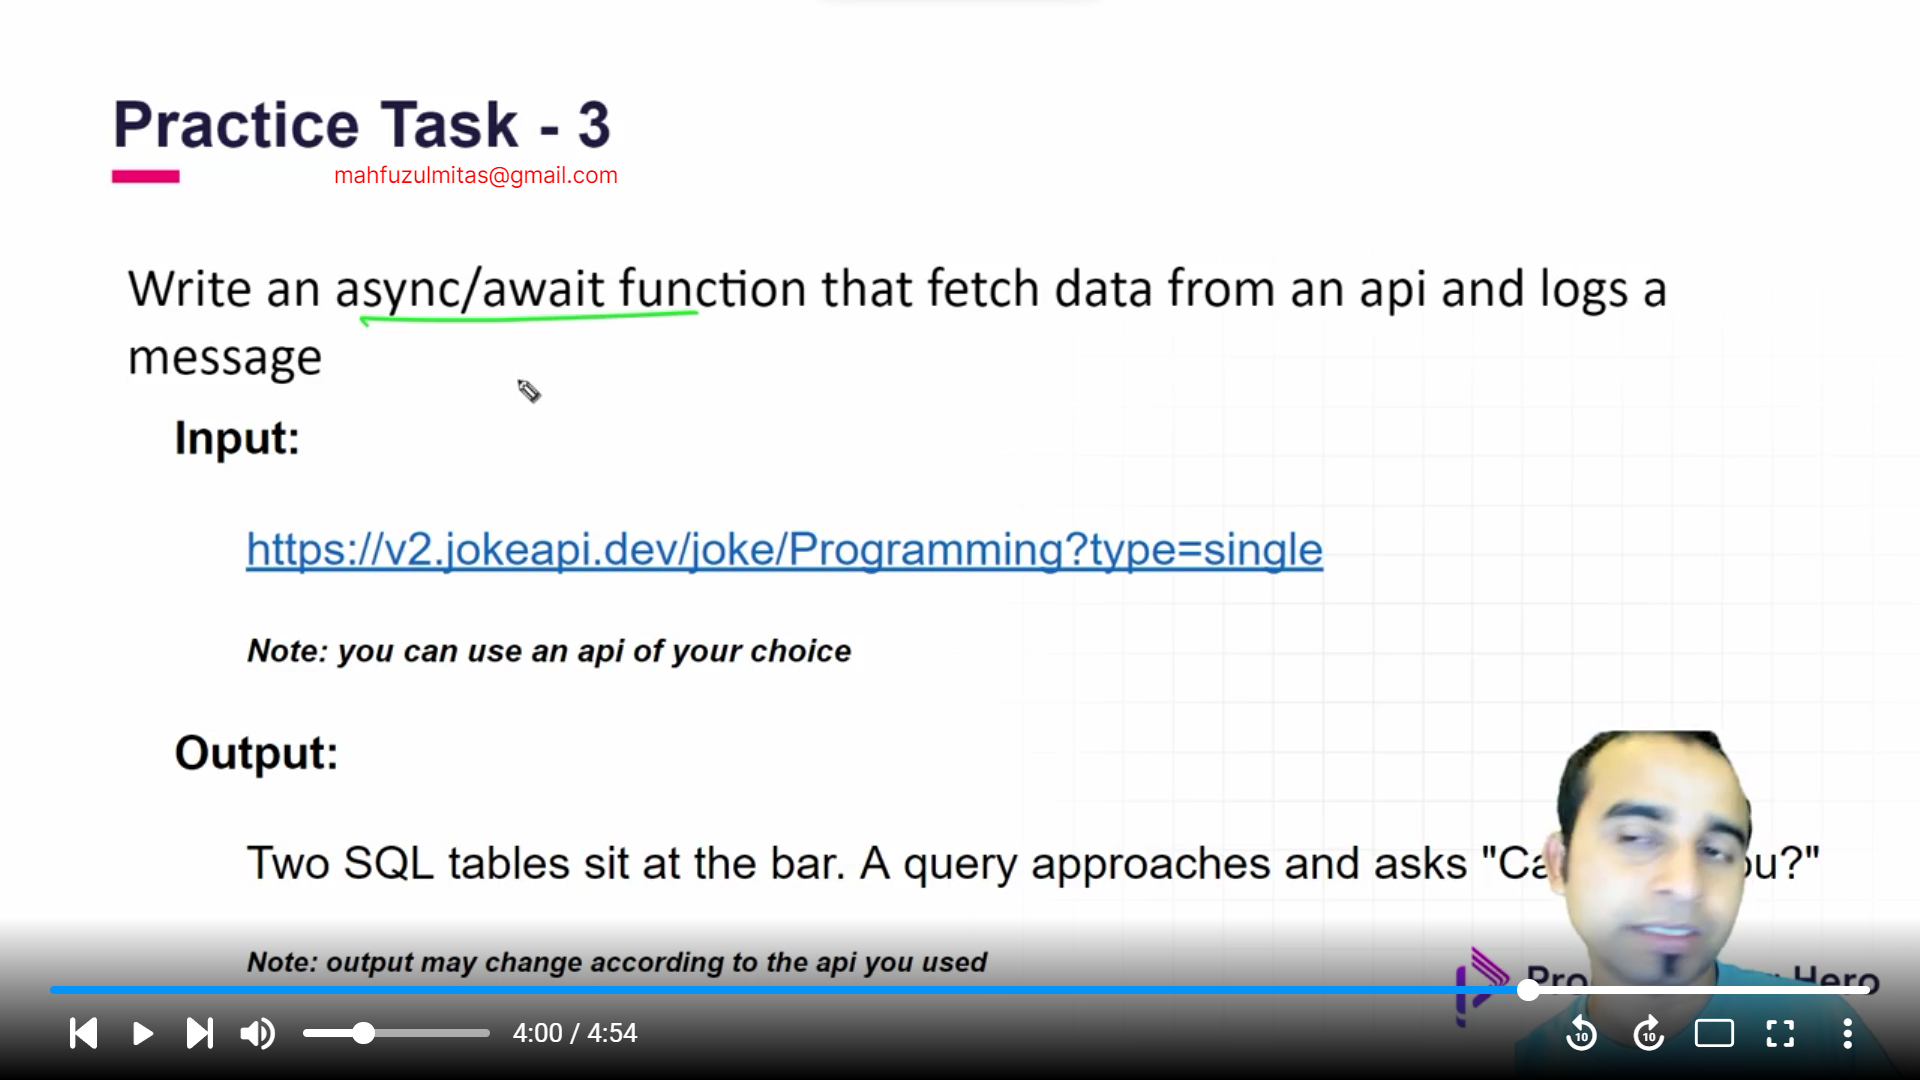 Practice Task - 3
mahfuzulmitas@gmail.com
Write an async/await function that fetch data from an api and logs a
message
Input:
https://v2.jokeapi.dev/joke/Programming?type=single
Note: you can use an api of your choice
Output:
Two SQL tables sit at the bar. A query approaches and asks "Ca ou?"
Note: output may change according to the api you used
Pro Hero
4:00 / 4:54
10 10